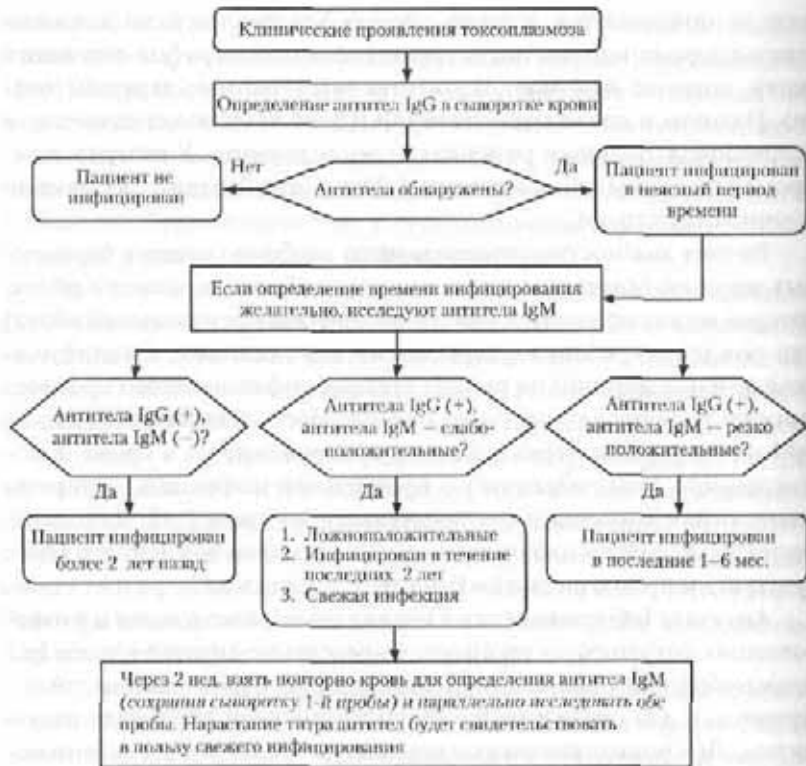 Клинические проявления токсоплазмоза
Определение антител IgG в сыворотке крови
Нет
Да
Пациент не
инфицирован
Антитела обнаружены?
Пациент инфицирован
в неясный период
времени
Если определение времени инфицирования
желательно, исследуют антитела IgM
Антитела IgG (+),
антитела IgM (–)?
Антитела IgG (+),
антитела IgM – слабо-
положительные?
Антитела IgG (+),
антитела IgM – резко
положительные?
Да
Да
Да
Пациент инфицирован
более 2 лет назад
1. Ложноположительные
2. Инфицирован в течение
последних 2 лет
3. Свежая инфекция
Пациент инфицирован
в последние 1–6 мес.
Через 2 нед. взять повторно кровь для определения антител IgM
(сохранив сыворотку 1-й пробы) и параллельно исследовать обе
пробы. Нарастание титра антител будет свидетельствовать
в пользу свежего инфицирования